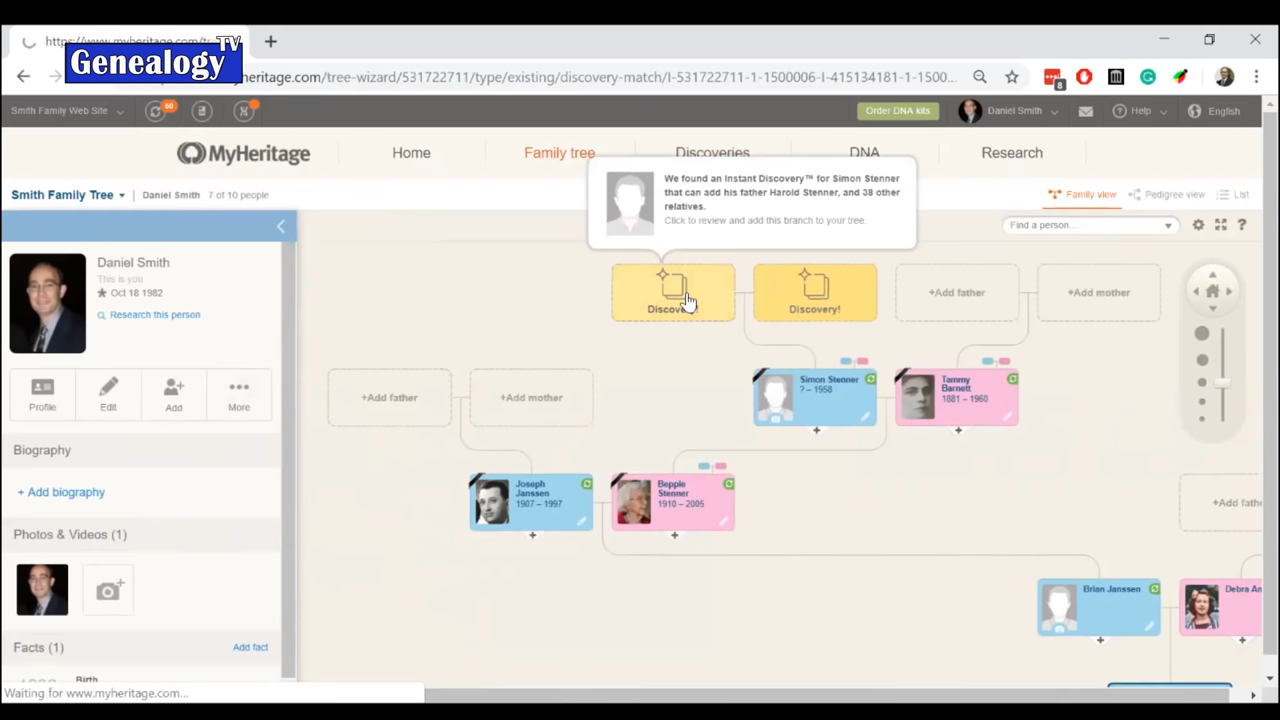 https://www.myheritage.com/t
Genealogy TV
heritage.com/tree-wizard/531722711/type/existing/discovery-match/I-531722711-1-1500006-I-415134181-1-1500...
8
Smith Family Web Site
60
Order DNA kits
Daniel Smith
Help
English
MyHeritage
Home
Family tree
Discoveries
DNA
Research
Smith Family Tree
Daniel Smith
7 of 10 people
Family view
Pedigree view
List
We found an Instant Discovery™ for Simon Stenner
that can add his father Harold Stenner, and 38 other
relatives.
Click to review and add this branch to your tree.
Find a person...
?
Daniel Smith
This is you
Oct 18 1982
Research this person
Discovery!
Discovery!
+Add father
+Add mother
Simon Stenner
? – 1958
Tammy
Barnett
1881 – 1960
+Add father
+Add mother
Profile
Edit
Add
More
Biography
+ Add biography
Joseph
Janssen
1907 – 1997
Beppie
Stenner
1910 – 2005
+Add fath
Photos & Videos (1)
Brian Janssen
Debra An
Facts (1)
Add fact
Birth
Waiting for www.myheritage.com...